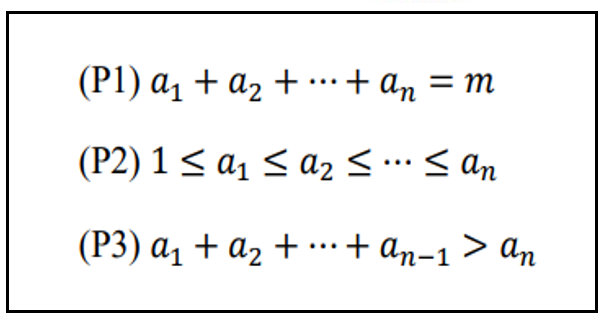 (P1) a₁ + a₂ + ⋯ + aₙ = m
(P2) 1 ≤ a₁ ≤ a₂ ≤ ⋯ ≤ aₙ
(P3) a₁ + a₂ + ⋯ + aₙ₋₁ > aₙ